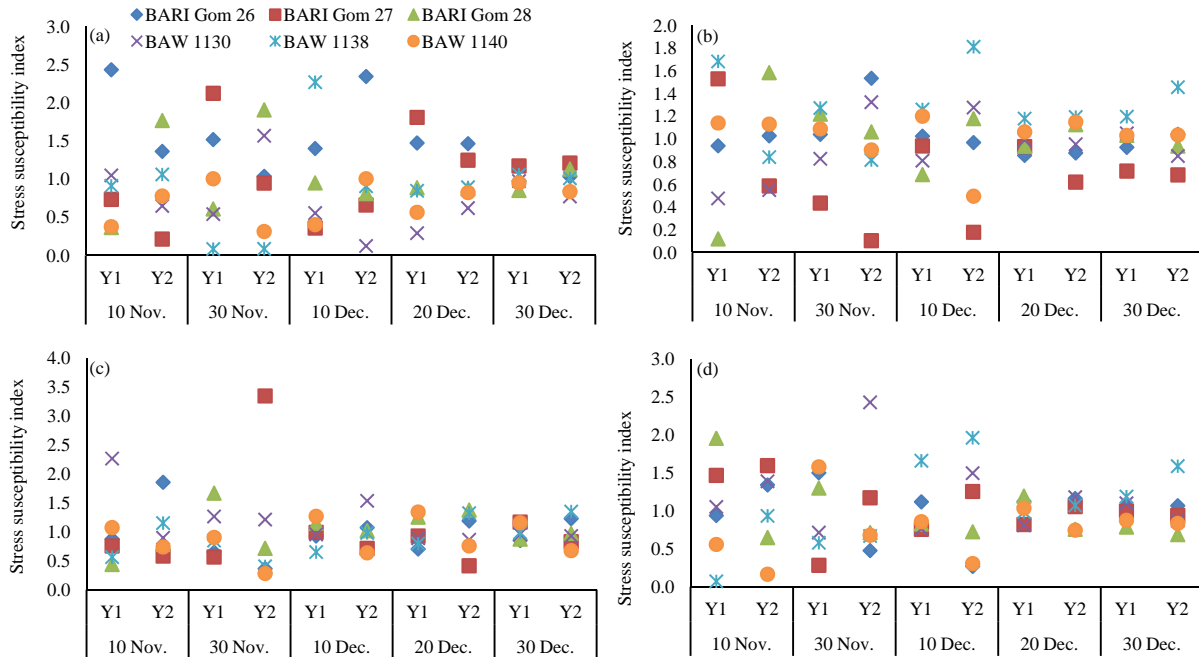 BARI Gom 26 BARI Gom 27 BARI Gom 28
BAW 1130 BAW 1138 BAW 1140
(a)
Stress susceptibility index
3.0
2.5
2.0
1.5
1.0
0.5
0.0
Y1 Y2 Y1 Y2 Y1 Y2 Y1 Y2 Y1 Y2
10 Nov. 30 Nov. 10 Dec. 20 Dec. 30 Dec.
(b)
Stress susceptibility index
2.0
1.8
1.6
1.4
1.2
1.0
0.8
0.6
0.4
0.2
0.0
Y1 Y2 Y1 Y2 Y1 Y2 Y1 Y2 Y1 Y2
10 Nov. 30 Nov. 10 Dec. 20 Dec. 30 Dec.
(c)
Stress susceptibility index
4.0
3.5
3.0
2.5
2.0
1.5
1.0
0.5
0.0
Y1 Y2 Y1 Y2 Y1 Y2 Y1 Y2 Y1 Y2
10 Nov. 30 Nov. 10 Dec. 20 Dec. 30 Dec.
(d)
Stress susceptibility index
3.0
2.5
2.0
1.5
1.0
0.5
0.0
Y1 Y2 Y1 Y2 Y1 Y2 Y1 Y2 Y1 Y2
10 Nov. 30 Nov. 10 Dec. 20 Dec. 30 Dec.